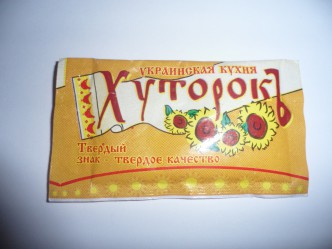 УКРАИНСКАЯ КУХНЯ
ХУТОРОКЪ
ТВЕРДЫЙ
ЗНАК - ТВЕРДОЕ КАЧЕСТВО